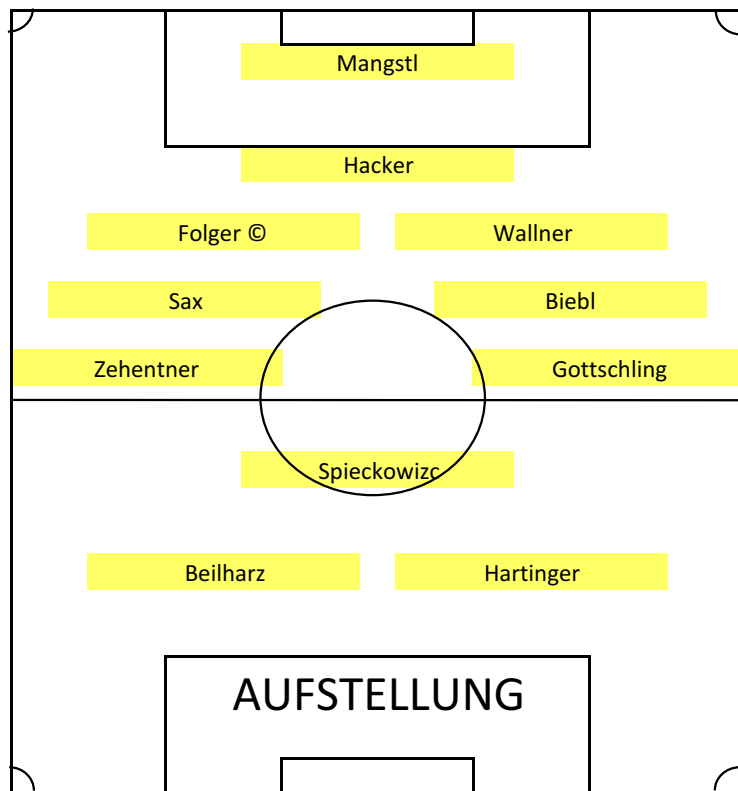 Mangstl
Hacker
Folger ©
Wallner
Sax
Biebl
Zehentner
Gottschling
Spieckowizc
Beilharz
Hartinger
AUFSTELLUNG